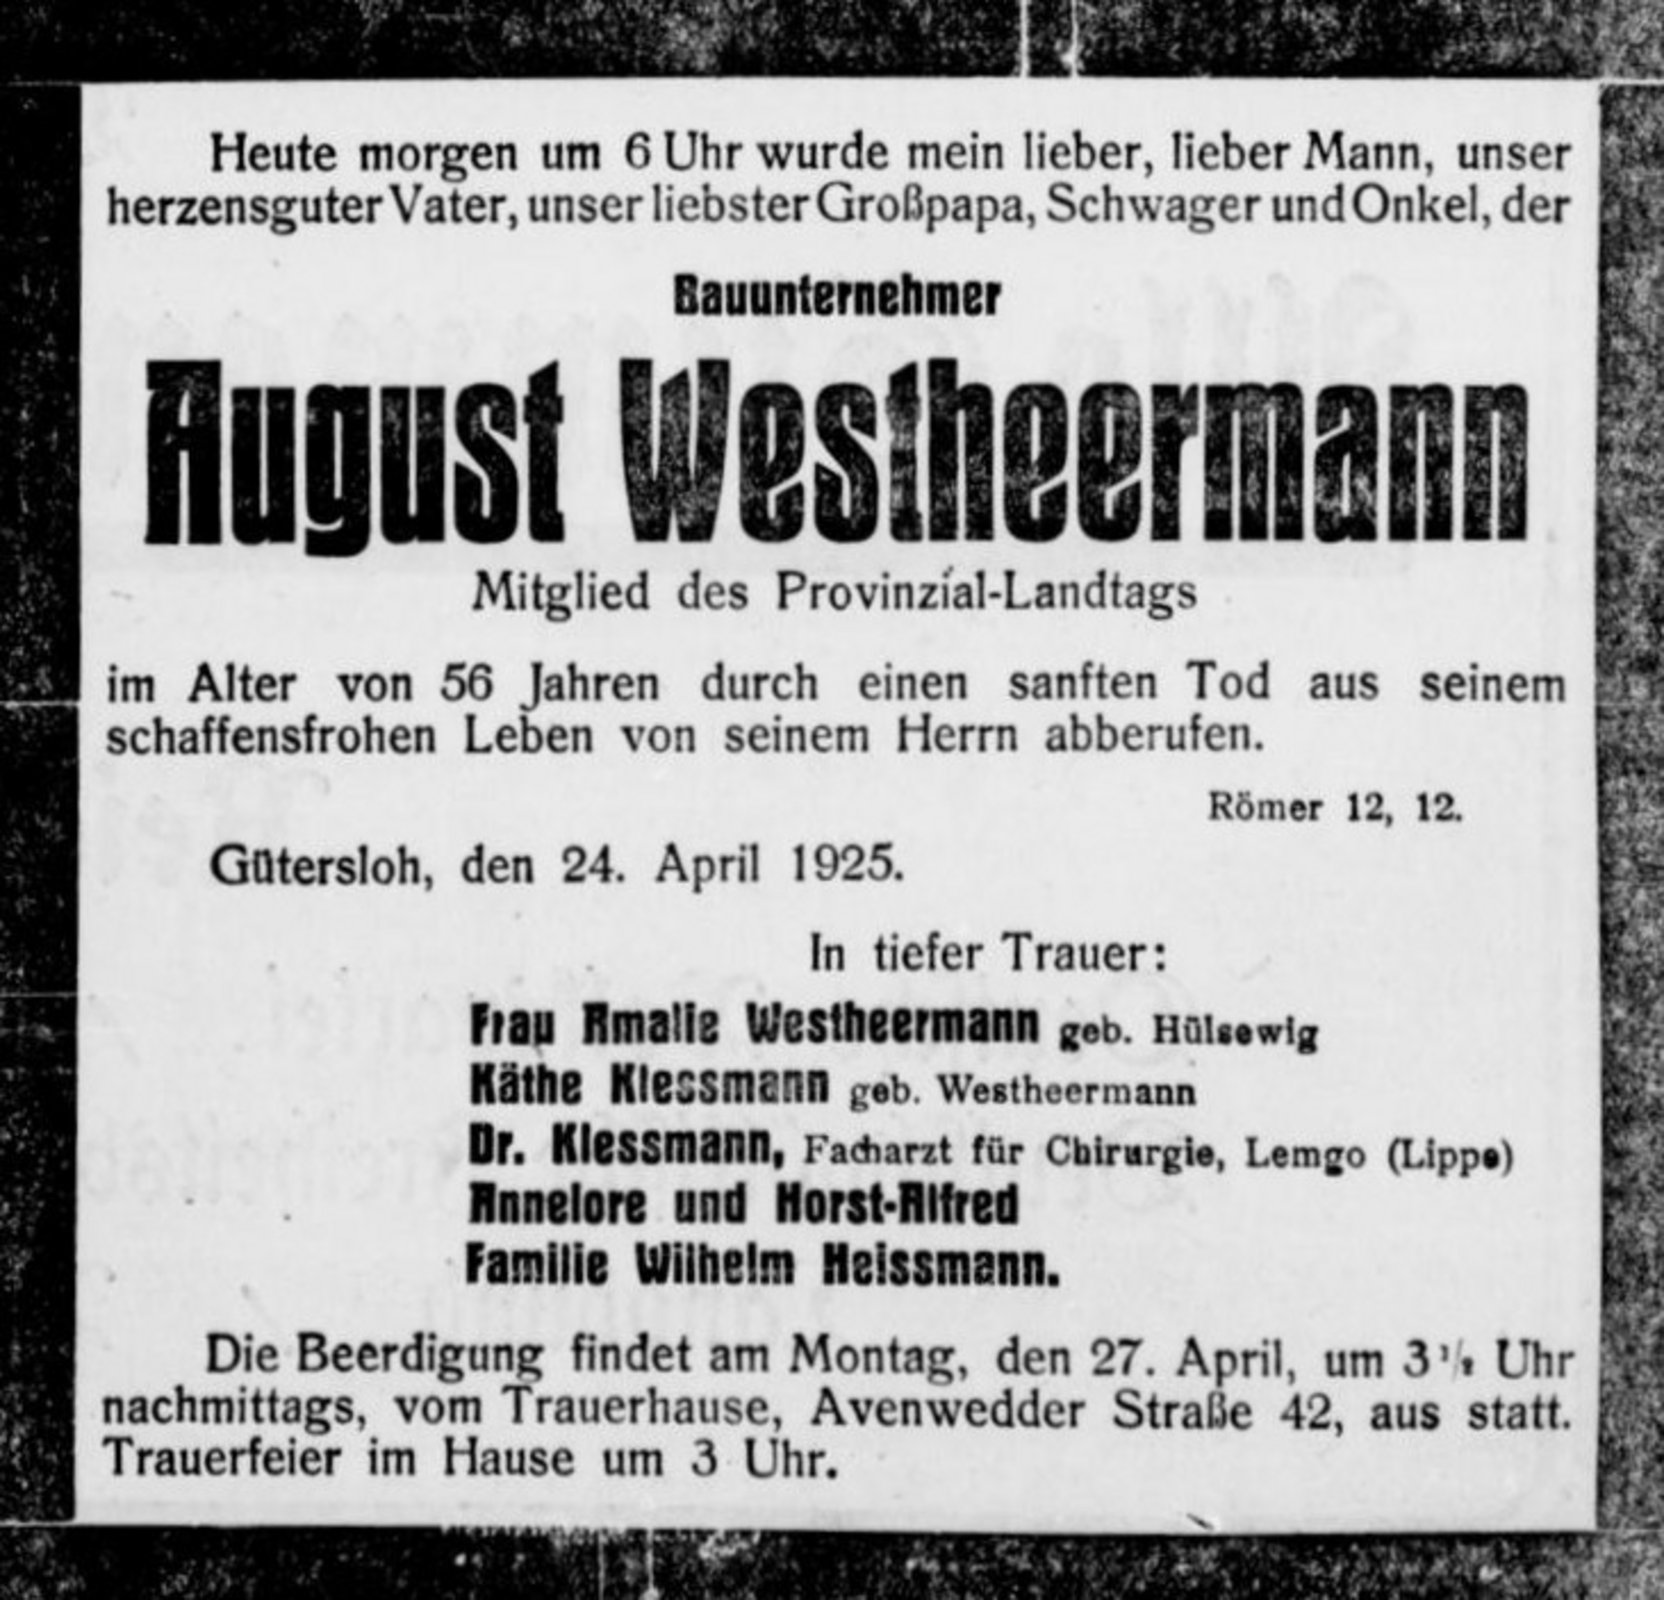 Heute morgen um 6 Uhr wurde mein lieber, lieber Mann, unser
herzensguter Vater, unser liebster Großpapa, Schwager und Onkel, der
Bauunternehmer
August Westheermann
Mitglied des Provinzial-Landtags
im Alter von 56 Jahren durch einen sanften Tod aus seinem
schaffensfrohen Leben von seinem Herrn abberufen.
Römer 12, 12.
Gütersloh, den 24. April 1925.
In tiefer Trauer:
Frau Amalie Westheermann geb. Hülsewig
Käthe Klessmann geb. Westheermann
Dr. Klessmann, Facharzt für Chirurgie, Lemgo (Lippe)
Annelore und Horst-Alfred
Familie Wilhelm Heissmann.
Die Beerdigung findet am Montag, den 27. April, um 3 1/2 Uhr
nachmittags, vom Trauerhause, Avenwedder Straße 42, aus statt.
Trauerfeier im Hause um 3 Uhr.